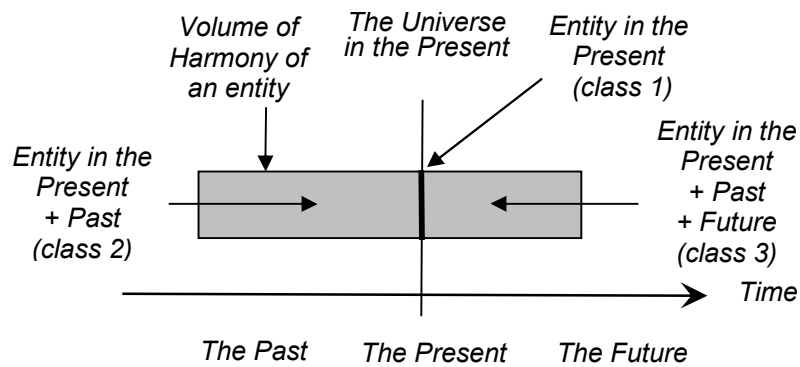 Volume of
Harmony of
an entity
The Universe
in the Present
Entity in the
Present
(class 1)
Entity in the
Present
+ Past
(class 2)
Entity in the
Present
+ Past
+ Future
(class 3)
Time
The Past
The Present
The Future